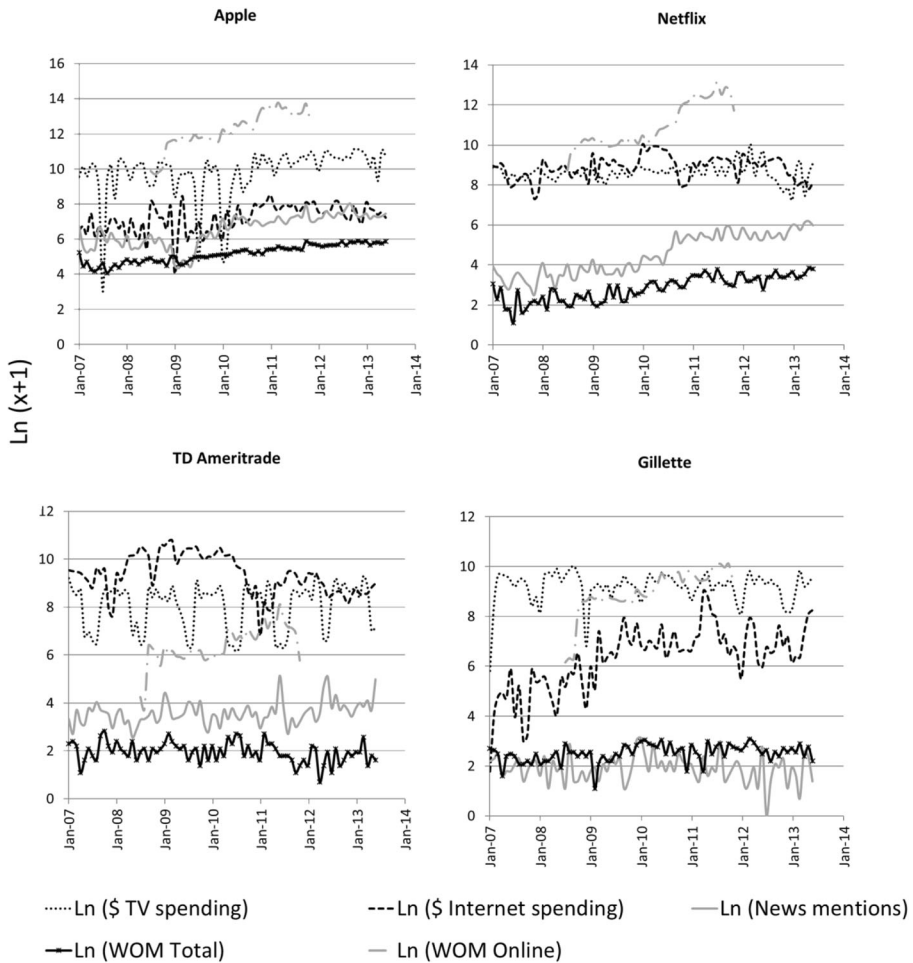 Apple
Netflix
16
14
12
10
8
6
4
2
0
Jan-07
Jan-08
Jan-09
Jan-10
Jan-11
Jan-12
Jan-13
Jan-14
14
12
10
8
6
4
2
0
Jan-07
Jan-08
Jan-09
Jan-10
Jan-11
Jan-12
Jan-13
Jan-14
Ln (x+1)
TD Ameritrade
Gillette
12
10
8
6
4
2
0
Jan-07
Jan-08
Jan-09
Jan-10
Jan-11
Jan-12
Jan-13
Jan-14
12
10
8
6
4
2
0
Jan-07
Jan-08
Jan-09
Jan-10
Jan-11
Jan-12
Jan-13
Jan-14
Ln ($ TV spending)
Ln ($ Internet spending)
Ln (News mentions)
Ln (WOM Total)
Ln (WOM Online)